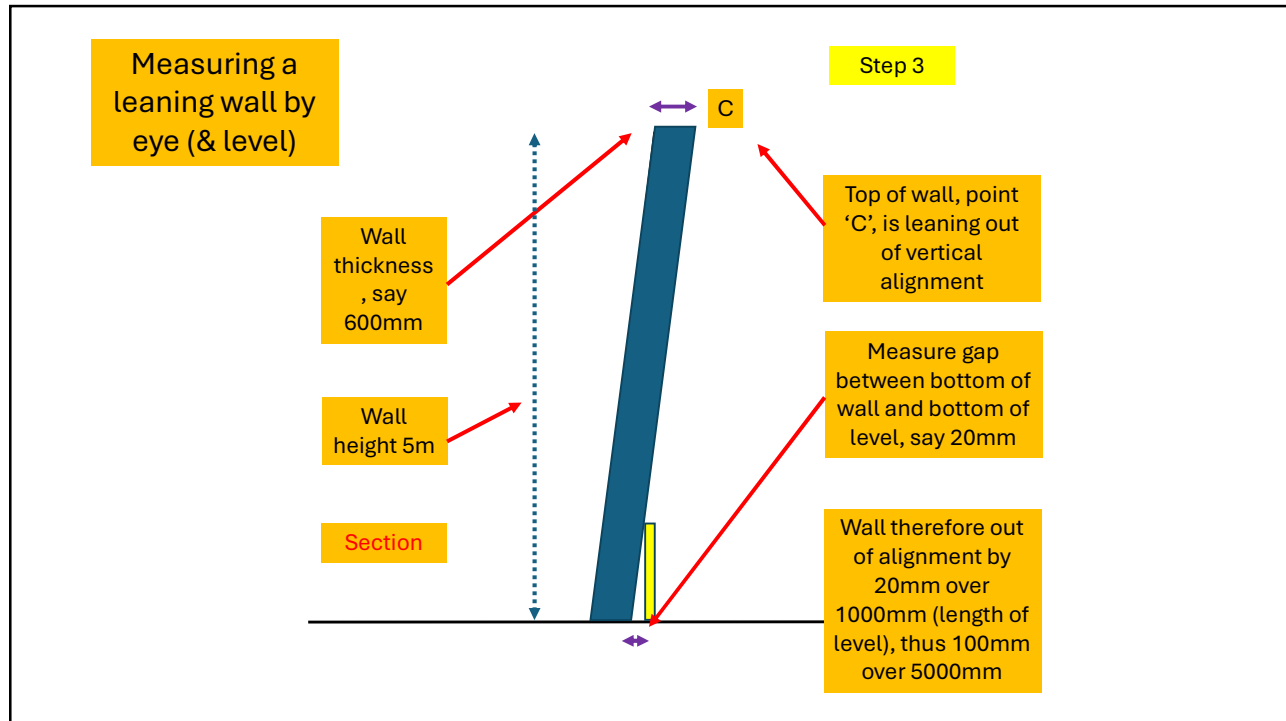 Measuring a
leaning wall by
eye (& level)
Step 3
C
Wall
thickness
, say
600mm
Top of wall, point
‘C’, is leaning out
of vertical
alignment
Measure gap
between bottom of
wall and bottom of
level, say 20mm
Wall
height 5m
Section
Wall therefore out
of alignment by
20mm over
1000mm (length of
level), thus 100mm
over 5000mm